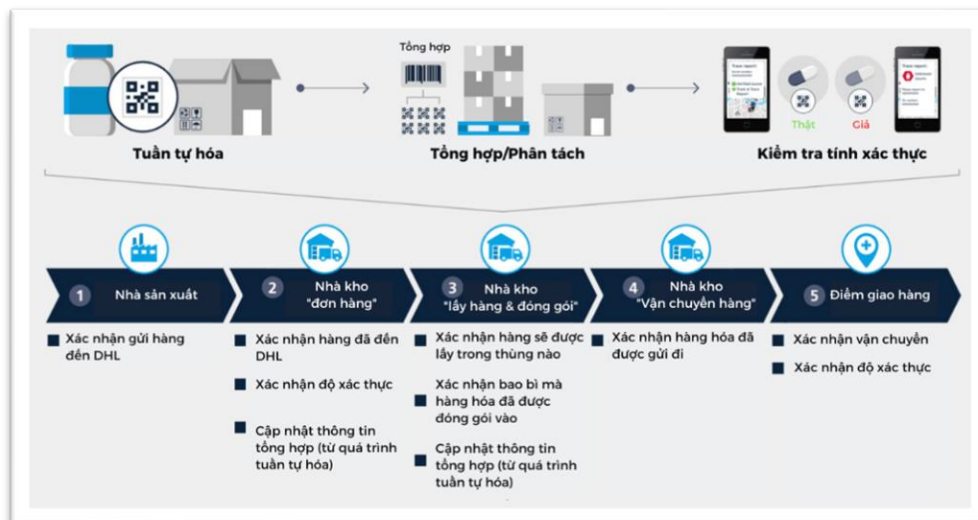 Tổng hợp
Thật
Giả
Tuần tự hóa
Tổng hợp/Phân tách
Kiểm tra tính xác thực
1
Nhà sản xuất
2
Nhà kho
"đơn hàng"
3
Nhà kho
"lấy hàng & đóng gói"
4
Nhà kho
"Vận chuyển hàng"
5
Điểm giao hàng
Xác nhận gửi hàng
đến DHL
Xác nhận hàng đã đến
DHL
Xác nhận độ xác thực
Cập nhật thông tin
tổng hợp (từ quá trình
tuần tự hóa)
Xác nhận hàng sẽ được
lấy trong thùng nào
Xác nhận bao bì mà
hàng hóa đã được
đóng gói vào
Cập nhật thông tin
tổng hợp (từ quá trình
tuần tự hóa)
Xác nhận hàng hóa đã
được gửi đi
Xác nhận vận chuyển
Xác nhận độ xác thực